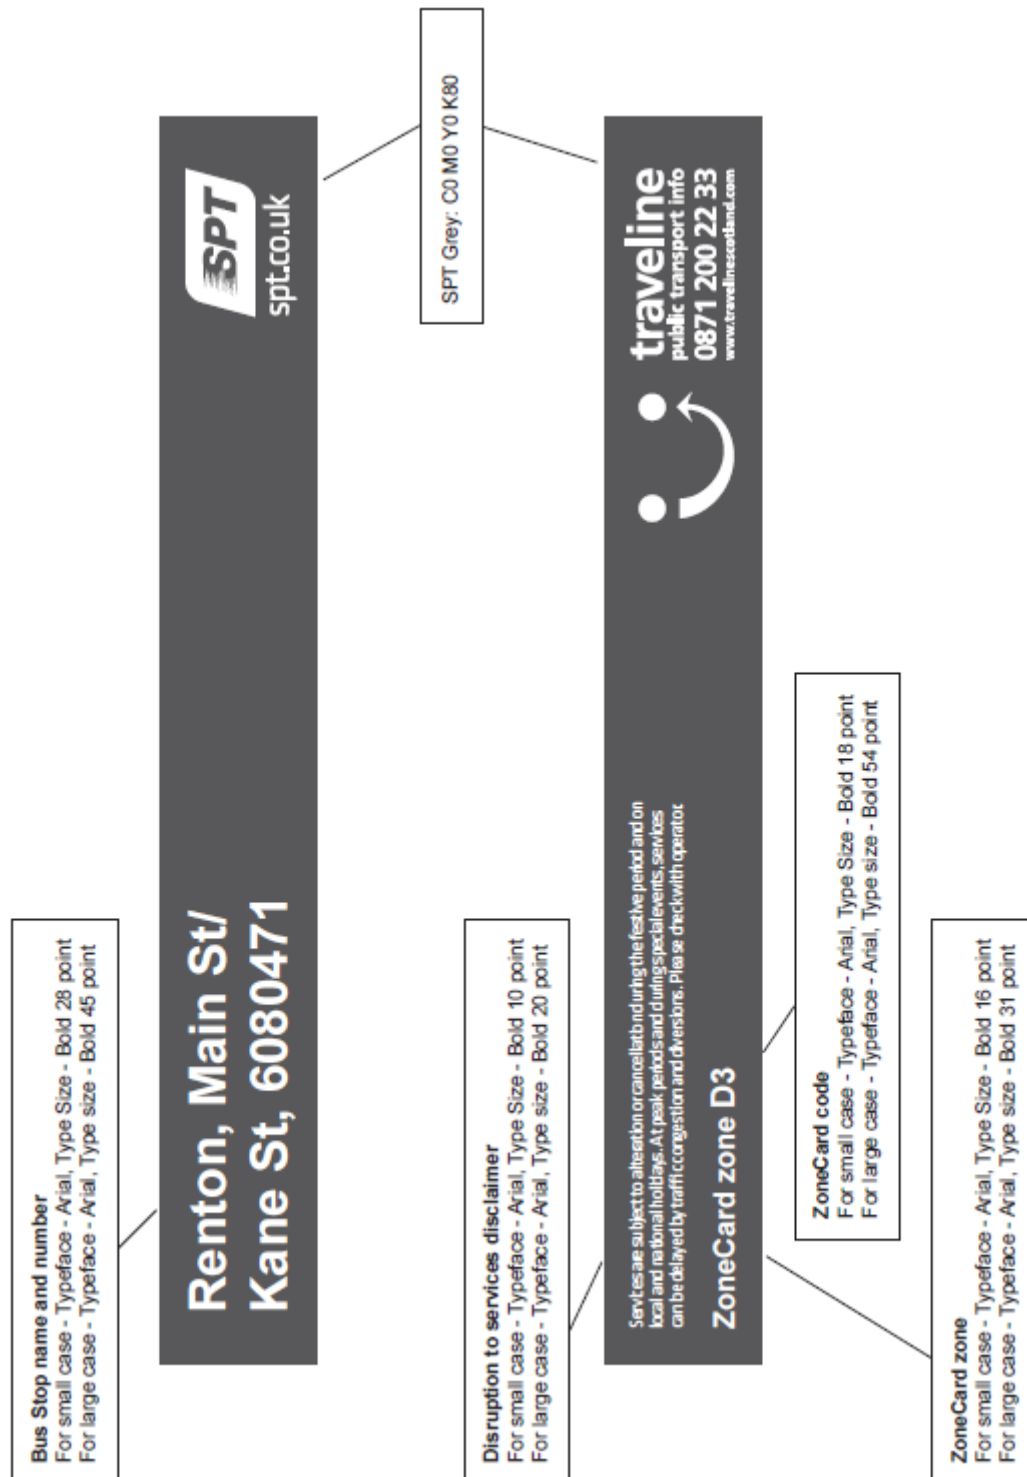 Bus Stop name and number
For small case - Typeface - Arial, Type Size - Bold 28 point
For large case - Typeface - Arial, Type size - Bold 45 point
Renton, Main St/
Kane St, 6080471
SPT
spt.co.uk
SPT Grey: C0 M0 Y0 K80
Disruption to services disclaimer
For small case - Typeface - Arial, Type Size - Bold 10 point
For large case - Typeface - Arial, Type size - Bold 20 point
Services are subject to alteration or cancellation during the festive period and on
local and national holidays. At peak periods and during special events, services
can be delayed by traffic congestion and diversions. Please check with operator.
ZoneCard zone D3
traveline
public transport info
0871 200 22 33
www.travelinescotland.com
ZoneCard code
For small case - Typeface - Arial, Type Size - Bold 18 point
For large case - Typeface - Arial, Type size - Bold 54 point
ZoneCard zone
For small case - Typeface - Arial, Type Size - Bold 16 point
For large case - Typeface - Arial, Type size - Bold 31 point